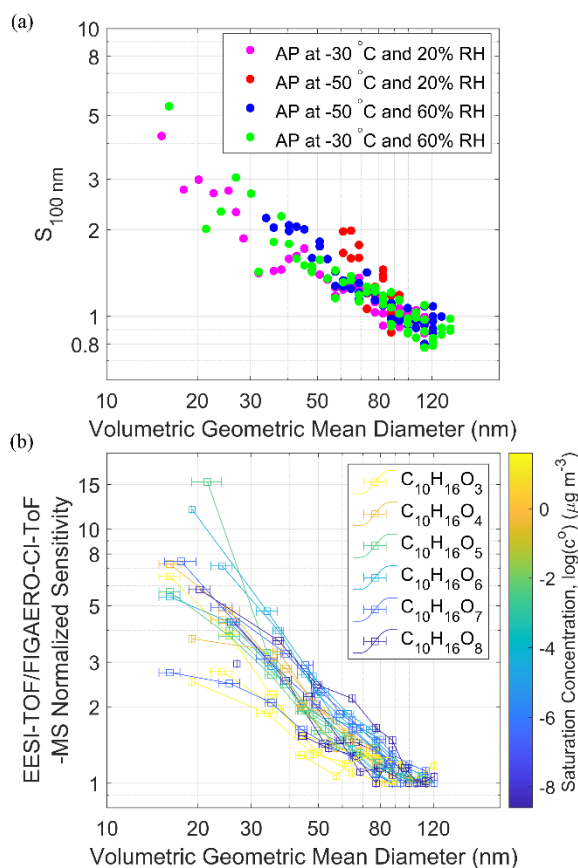 (a)
10
5
3
2
1
0.8
S100 nm
AP at -30 °C and 20% RH
AP at -50 °C and 20% RH
AP at -50 °C and 60% RH
AP at -30 °C and 60% RH
10 20 30 50 80 120
Volumetric Geometric Mean Diameter (nm)
(b)
15
10
8
5
3
2
1
EESI-TOF/FIGAERO-CI-ToF
-MS Normalized Sensitivity
C10H16O3
C10H16O4
C10H16O5
C10H16O6
C10H16O7
C10H16O8
10 20 30 50 80 120
Volumetric Geometric Mean Diameter (nm)
0
-2
-4
-6
-8
Saturation Concentration, log(c°) (μg m-3)